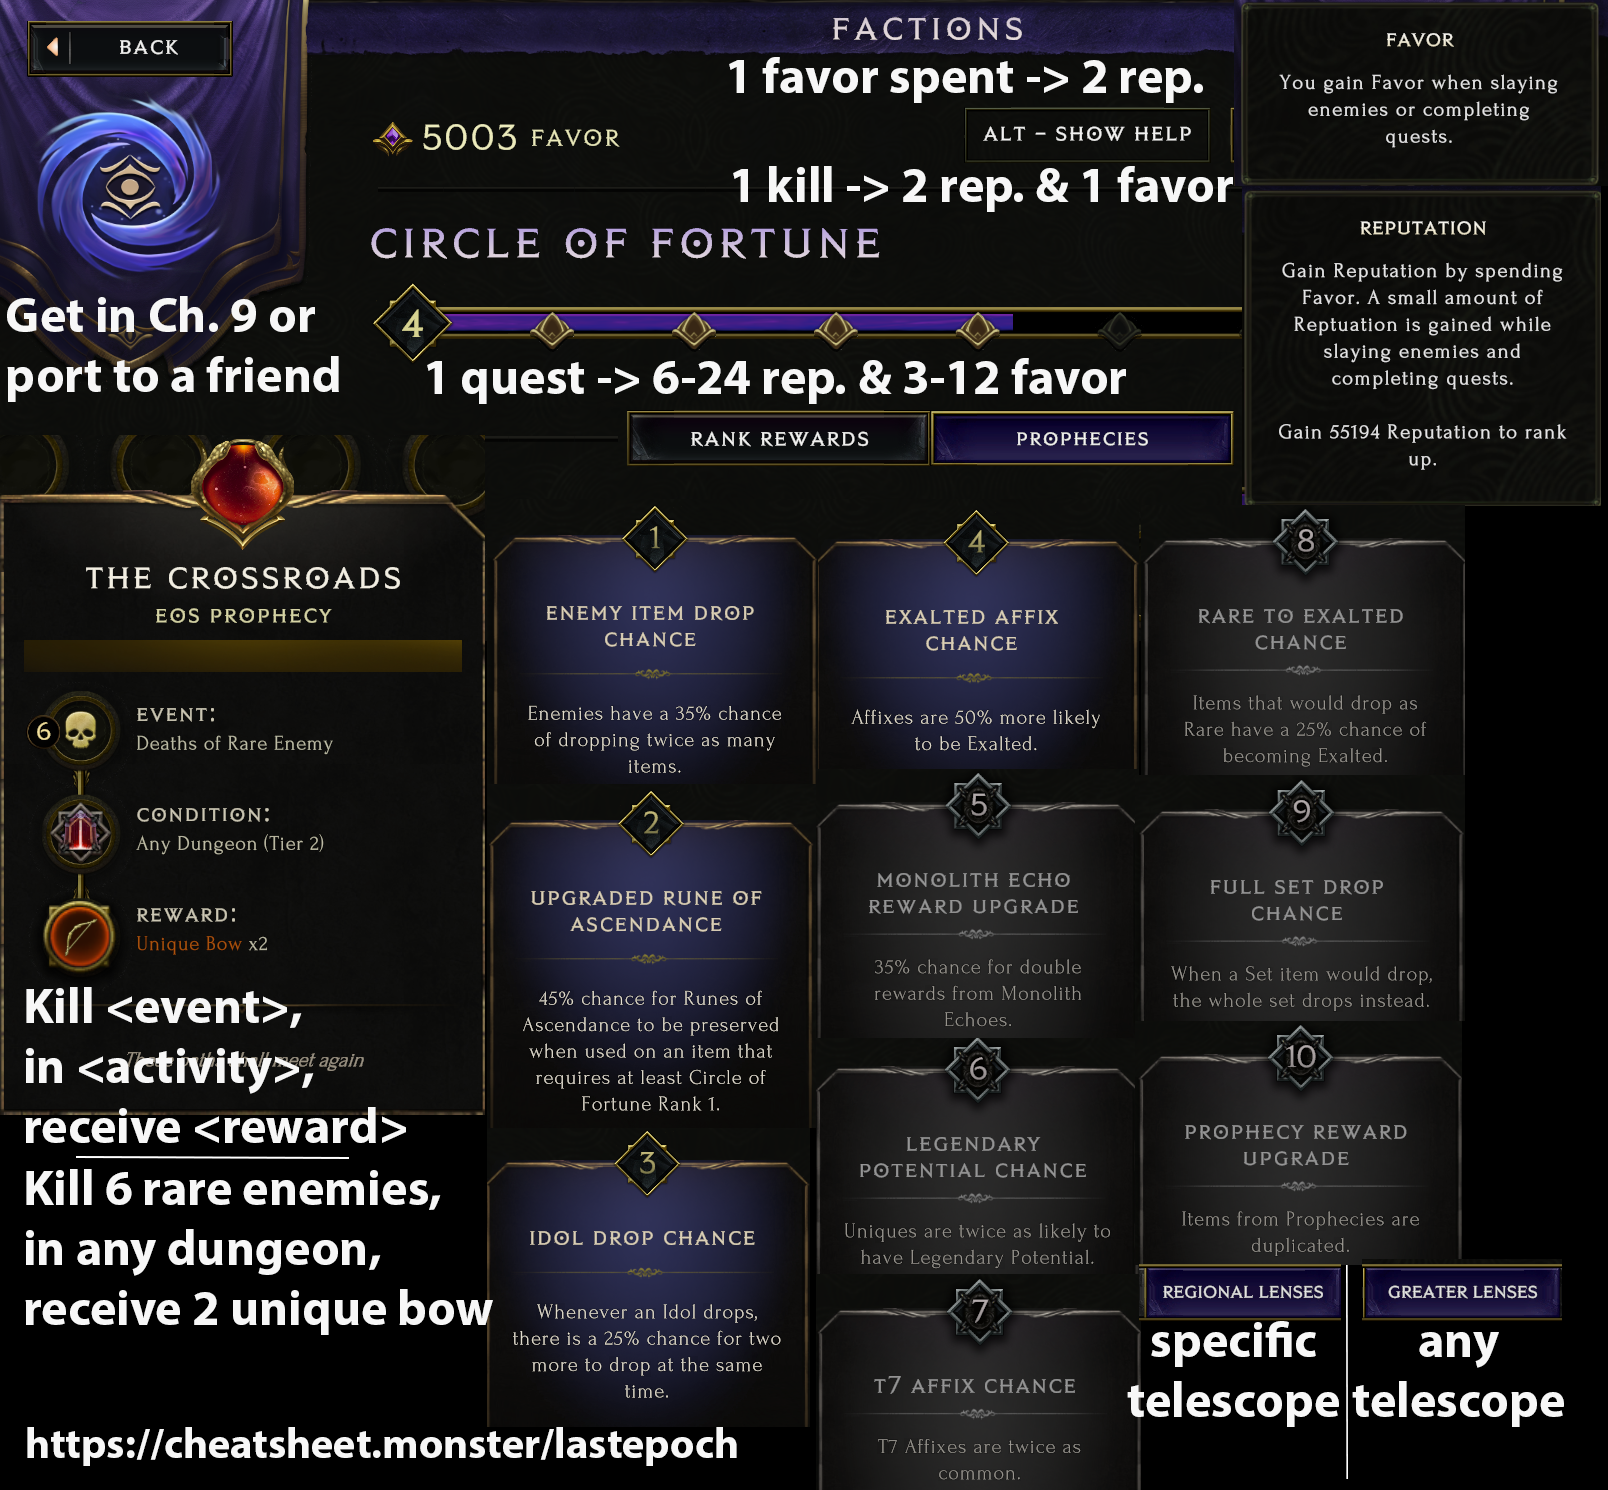 BACK
FACTIONS
1 favor spent -> 2 rep.
5003 FAVOR
ALT - SHOW HELP
1 kill -> 2 rep. & 1 favor
CIRCLE OF FORTUNE
4
Get in Ch. 9 or
port to a friend
1 quest -> 6-24 rep. & 3-12 favor
RANK REWARDS
PROPHECIES
FAVOR
You gain Favor when slaying
enemies or completing
quests.
REPUTATION
Gain Reputation by spending
Favor. A small amount of
Reptuation is gained while
slaying enemies and
completing quests.
Gain 55194 Reputation to rank
up.
THE CROSSROADS
EOS PROPHECY
6
EVENT:
Deaths of Rare Enemy
CONDITION:
Any Dungeon (Tier 2)
REWARD:
Unique Bow x2
Kill <event>,
in <activity>,
meet again
receive <reward>
Kill 6 rare enemies,
in any dungeon,
receive 2 unique bow
https://cheatsheet.monster/lastepoch
1
ENEMY ITEM DROP
CHANCE
Enemies have a 35% chance
of dropping twice as many
items.
2
UPGRADED RUNE OF
ASCENDANCE
45% chance for Runes of
Ascendance to be preserved
when used on an item that
requires at least Circle of
Fortune Rank 1.
3
IDOL DROP CHANCE
Whenever an Idol drops,
there is a 25% chance for two
more to drop at the same
time.
4
EXALTED AFFIX
CHANCE
Affixes are 50% more likely
to be Exalted.
5
MONOLITH ECHO
REWARD UPGRADE
35% chance for double
rewards from Monolith
Echoes.
6
LEGENDARY
POTENTIAL CHANCE
Uniques are twice as likely to
have Legendary Potential.
7
T7 AFFIX CHANCE
T7 Affixes are twice as
common.
8
RARE TO EXALTED
CHANCE
Items that would drop as
Rare have a 25% chance of
becoming Exalted.
9
FULL SET DROP
CHANCE
When a Set item would drop,
the whole set drops instead.
10
PROPHECY REWARD
UPGRADE
Items from Prophecies are
duplicated.
REGIONAL LENSES
specific
telescope
GREATER LENSES
any
telescope